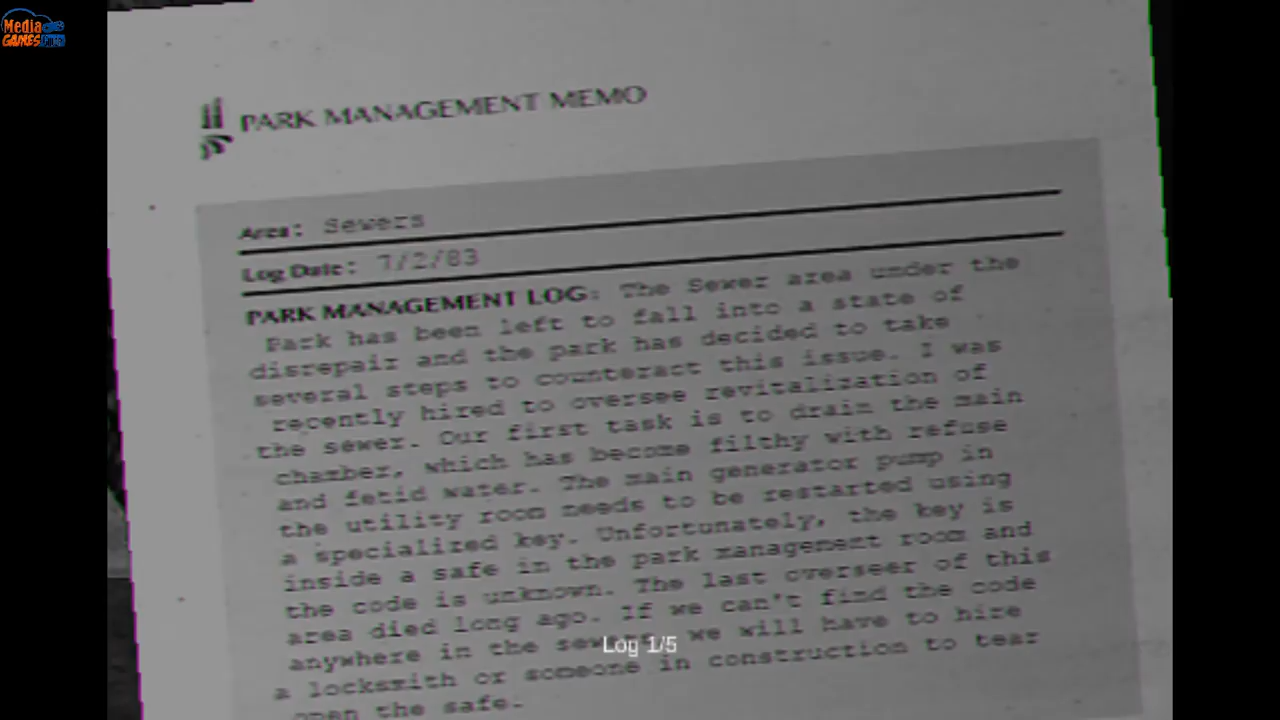 Media
GAMES
PARK MANAGEMENT MEMO
Area: Sewers
Log Date: 7/2/83
PARK MANAGEMENT LOG: The Sewer area under the
Park has been left to fall into a state of
disrepair and the park has decided to take
several steps to counteract this issue. I was
recently hired to oversee revitalization of
the sewer. Our first task is to drain the main
chamber, which has become filthy with refuse
and fetid water. The main generator pump in
the utility room needs to be restarted using
a specialized key. Unfortunately, the key is
inside a safe in the park management room and
the code is unknown. The last overseer of this
area died long ago. If we can't find the code
anywhere in the we will have to hire
a locksmith or someone in construction to tear
open the safe.
Log 1/5